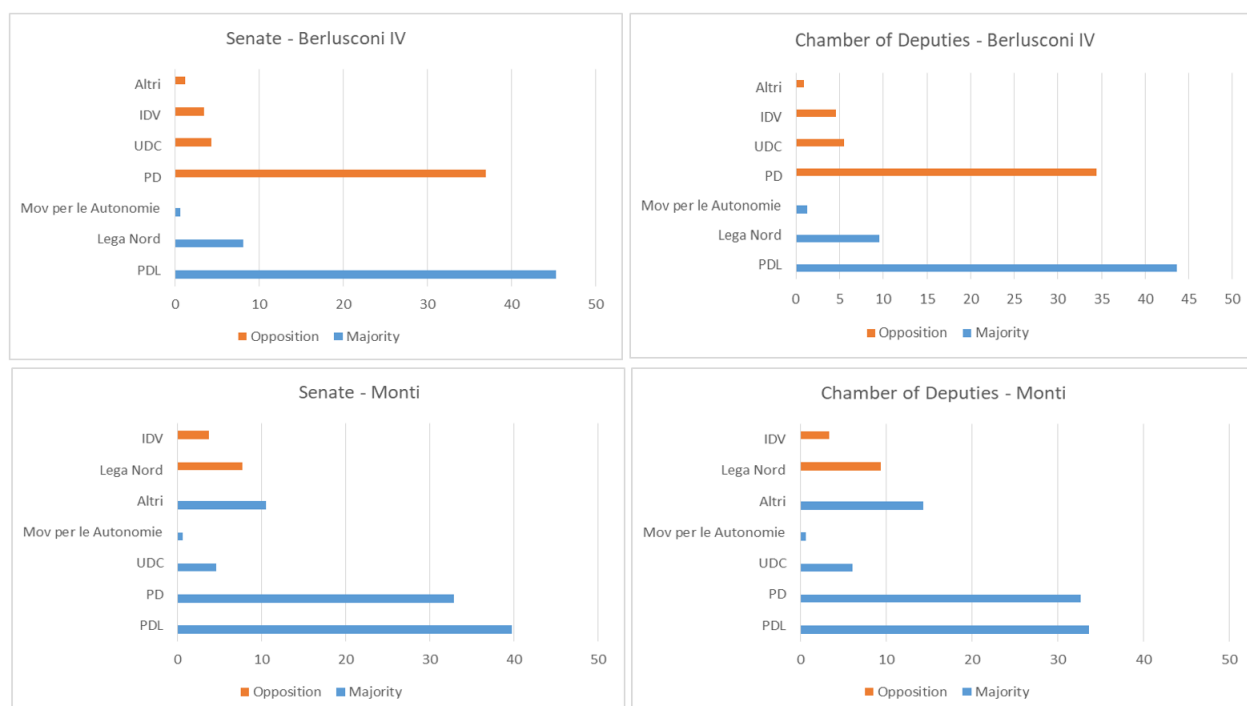 Senate - Berlusconi IV
Altri
IDV
UDC
PD
Mov per le Autonomie
Lega Nord
PDL
0 10 20 30 40 50
Opposition Majority
Chamber of Deputies - Berlusconi IV
Altri
IDV
UDC
PD
Mov per le Autonomie
Lega Nord
PDL
0 5 10 15 20 25 30 35 40 45 50
Opposition Majority
Senate - Monti
IDV
Lega Nord
Altri
Mov per le Autonomie
UDC
PD
PDL
0 10 20 30 40 50
Opposition Majority
Chamber of Deputies - Monti
IDV
Lega Nord
Altri
Mov per le Autonomie
UDC
PD
PDL
0 10 20 30 40 50
Opposition Majority